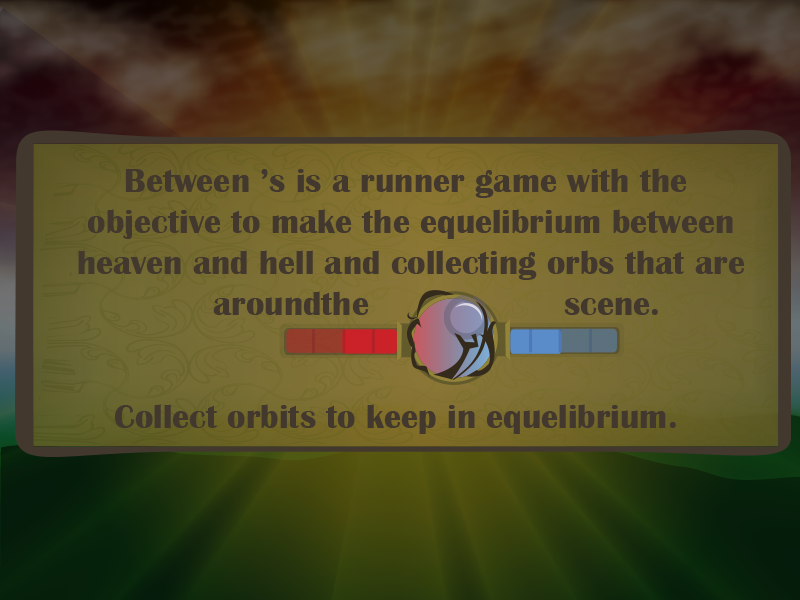 Between ’s is a runner game with the
objective to make the equelibrium between
heaven and hell and collecting orbs that are
aroundthe scene.
Collect orbits to keep in equelibrium.